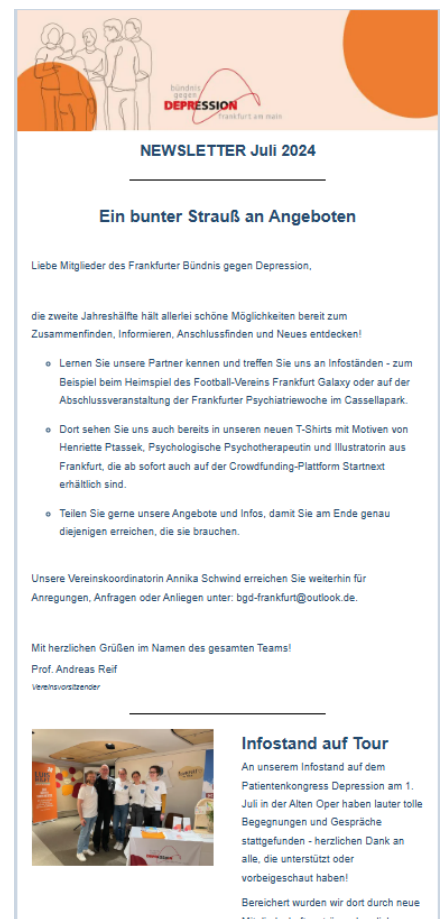 bündnis
gegen
DEPRESSION
frankfurt am main
NEWSLETTER Juli 2024
Ein bunter Strauß an Angeboten
Liebe Mitglieder des Frankfurter Bündnis gegen Depression,
die zweite Jahreshälfte hält allerlei schöne Möglichkeiten bereit zum
Zusammenfinden, Informieren, Anschlussfinden und Neues entdecken!
Lernen Sie unsere Partner kennen und treffen Sie uns an Infoständen - zum
Beispiel beim Heimspiel des Football-Vereins Frankfurt Galaxy oder auf der
Abschlussveranstaltung der Frankfurter Psychiatriewoche im Cassellapark.
Dort sehen Sie uns auch bereits in unseren neuen T-Shirts mit Motiven von
Henriette Ptassek, Psychologische Psychotherapeutin und Illustratorin aus
Frankfurt, die ab sofort auch auf der Crowdfunding-Plattform Startnext
erhältlich sind.
Teilen Sie gerne unsere Angebote und Infos, damit Sie am Ende genau
diejenigen erreichen, die sie brauchen.
Unsere Vereinskoordinatorin Annika Schwind erreichen Sie weiterhin für
Anregungen, Anfragen oder Anliegen unter: bgd-frankfurt@outlook.de.
Mit herzlichen Grüßen im Namen des gesamten Teams!
Prof. Andreas Reif
Vereinsvorsitzender
Infostand auf Tour
An unserem Infostand auf dem
Patientenkongress Depression am 1.
Juli in der Alten Oper haben lauter tolle
Begegnungen und Gespräche
stattgefunden - herzlichen Dank an
alle, die unterstützt oder
vorbeigeschaut haben!
Bereichert wurden wir dort durch neue